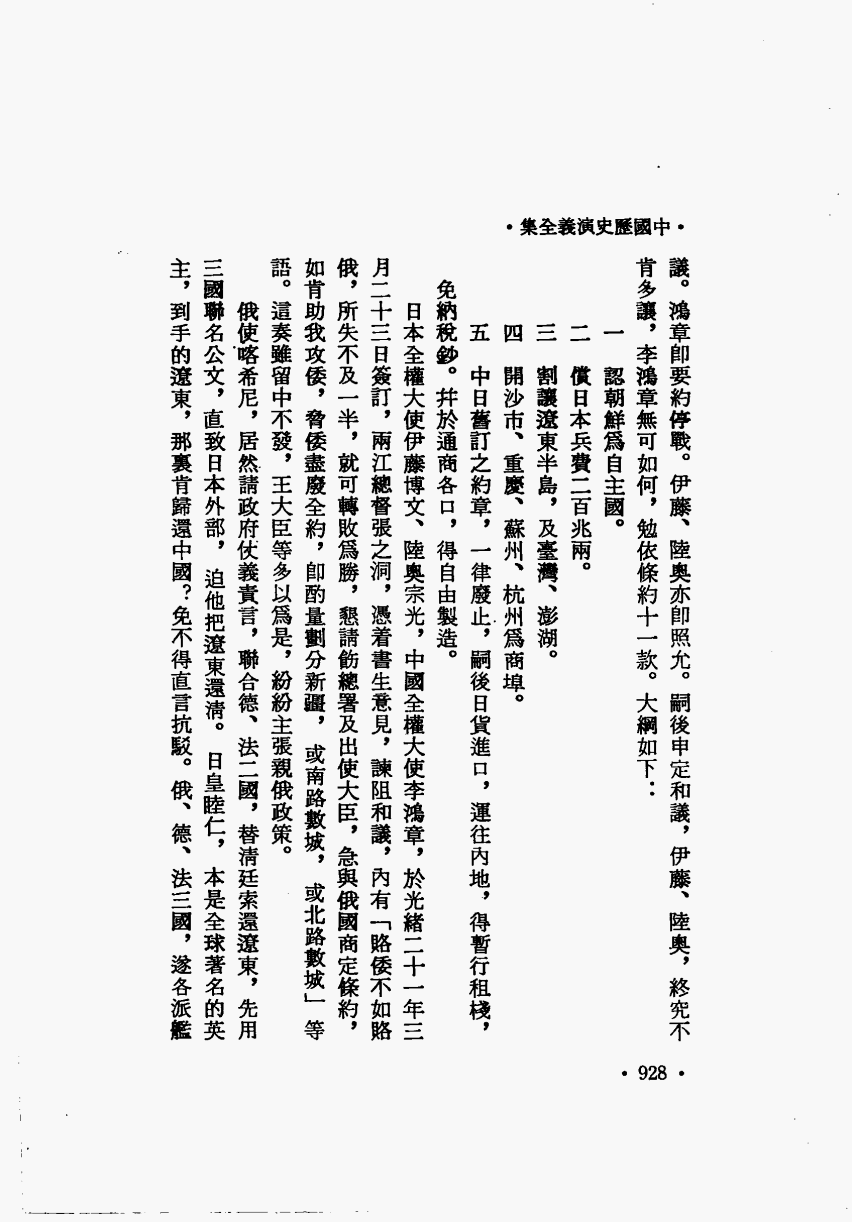 ·中國歷史演義全集·
議。鴻章卽要約停戰。伊藤、陸奧亦卽照允。嗣後申定和議，伊藤、陸奧，終究不
肯多讓，李鴻章無可如何，勉依條約十一款。大綱如下：
一　認朝鮮爲自主國。
二　償日本兵費二百兆兩。
三　割讓遼東半島，及臺灣、澎湖。
四　開沙市、重慶、蘇州、杭州爲商埠。
五　中日舊訂之約章，一律廢止，嗣後日貨進口，運往內地，得暫行租棧，
免納稅鈔。幷於通商各口，得自由製造。
日本全權大使伊藤博文、陸奧宗光，中國全權大使李鴻章，於光緒二十一年三
月二十三日簽訂，兩江總督張之洞，憑着書生意見，諫阻和議，內有「賂倭不如賂
俄，所失不及一半，就可轉敗爲勝，懇請飭總署及出使大臣，急與俄國商定條約，
如肯助我攻倭，脅倭盡廢全約，卽酌量劃分新疆，或南路數城，或北路數城」等
語。這奏雖留中不發，王大臣等多以爲是，紛紛主張親俄政策。
俄使喀希尼，居然請政府仗義責言，聯合德、法二國，替清廷索還遼東，先用
三國聯名公文，直致日本外部，迫他把遼東還清。日皇睦仁，本是全球著名的英
主，到手的遼東，那裏肯歸還中國？免不得直言抗駁。俄、德、法三國，遂各派艦
·928·